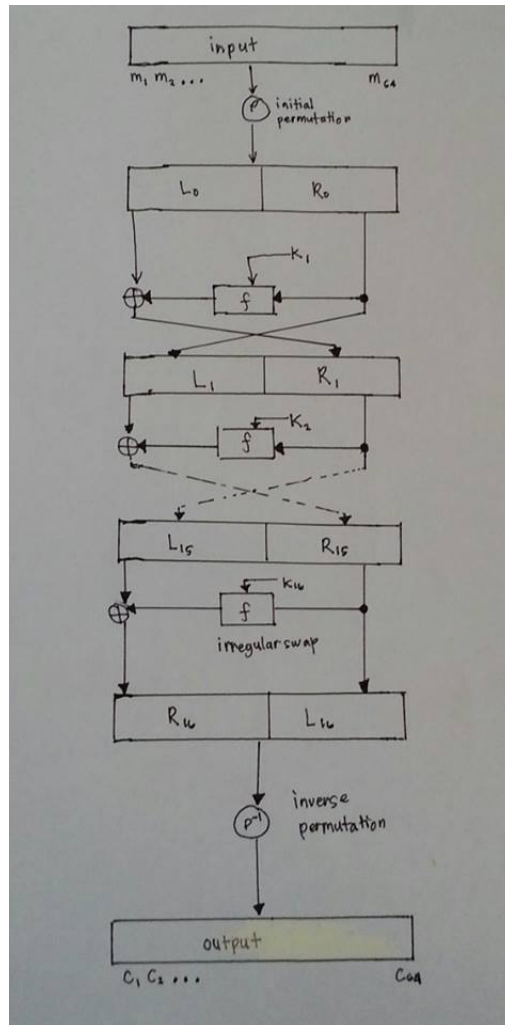 input
m₁ m₂ ... m₆₄
P initial
permutation
L₀ R₀
K₁
⊕ f
L₁ R₁
K₂
⊕ f
L₁₅ R₁₅
K₁₆
⊕ f
irregular swap
R₁₆ L₁₆
P⁻¹ inverse
permutation
output
C₁ C₂ ... C₆₄